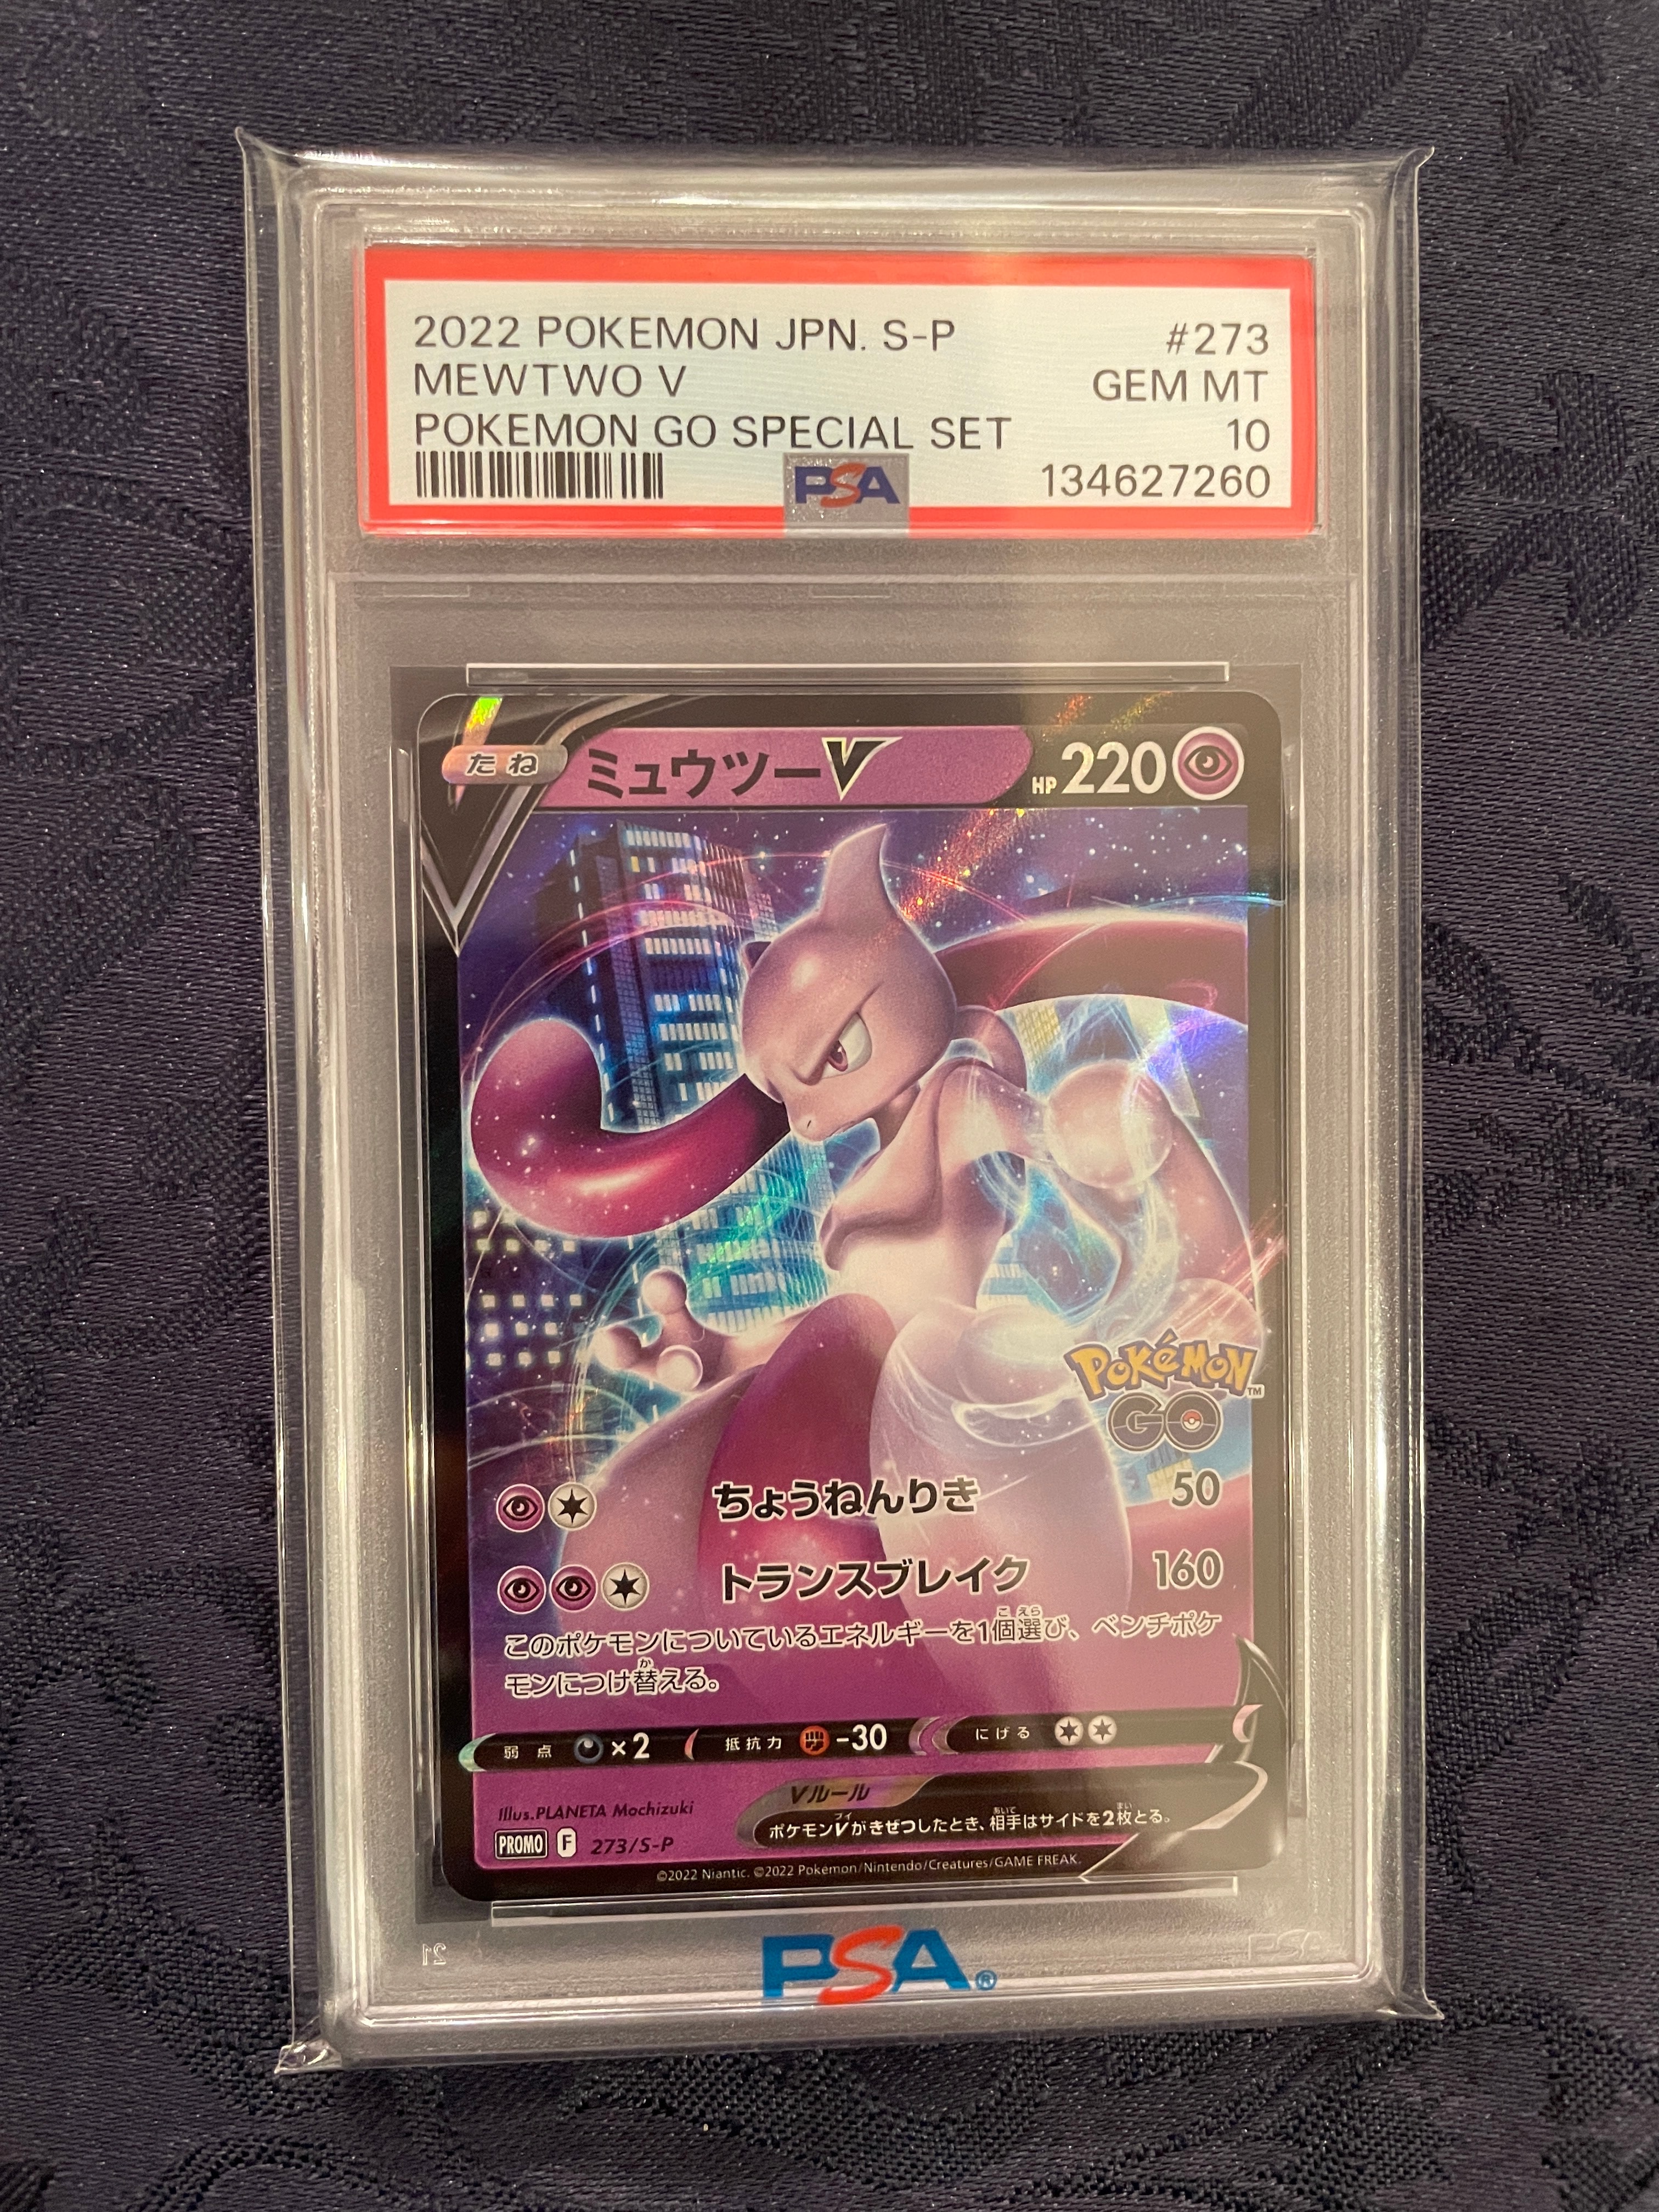 2022 POKEMON JPN. S-P #273
MEWTWO V GEM MT
POKEMON GO SPECIAL SET 10
PSA 134627260
たね ミュウツーV HP 220
Pokémon™
GO
ちょうねんりき 50
トランスブレイク 160
このポケモンについているエネルギーを1個選び、ベンチポケ
モンにつけ替える。
弱点 ×2 抵抗力 -30 にげる
Illus.PLANETA Mochizuki
Vルール
ポケモンVがきぜつしたとき、相手はサイドを2枚とる。
PROMO F 273/S-P
©2022 Niantic. ©2022 Pokémon/Nintendo/Creatures/GAME FREAK.
PSA®